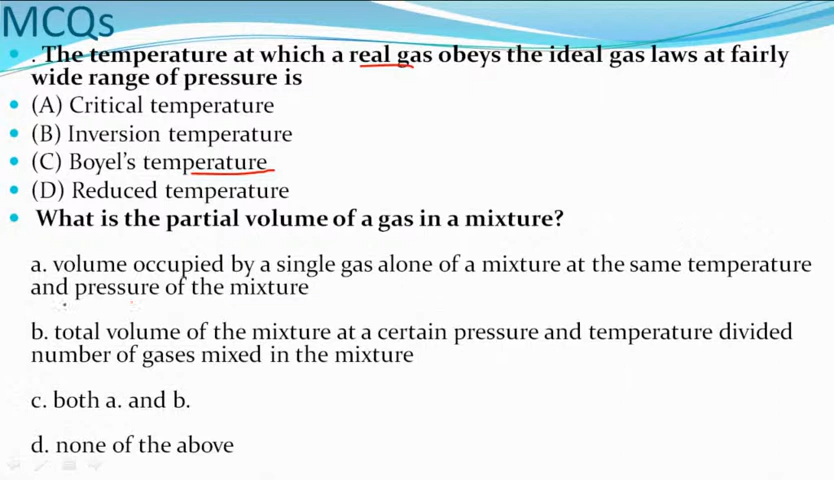 MCQs
. The temperature at which a real gas obeys the ideal gas laws at fairly
wide range of pressure is
(A) Critical temperature
(B) Inversion temperature
(C) Boyel's temperature
(D) Reduced temperature
What is the partial volume of a gas in a mixture?
a. volume occupied by a single gas alone of a mixture at the same temperature
and pressure of the mixture
b. total volume of the mixture at a certain pressure and temperature divided
number of gases mixed in the mixture
c. both a. and b.
d. none of the above